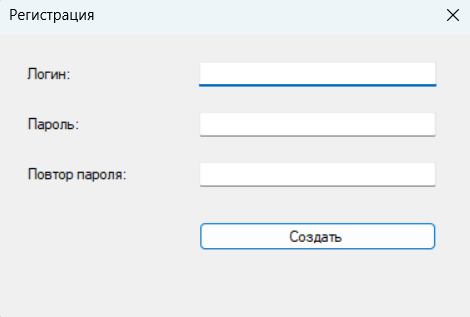 Регистрация
Логин:
Пароль:
Повтор пароля:
Создать